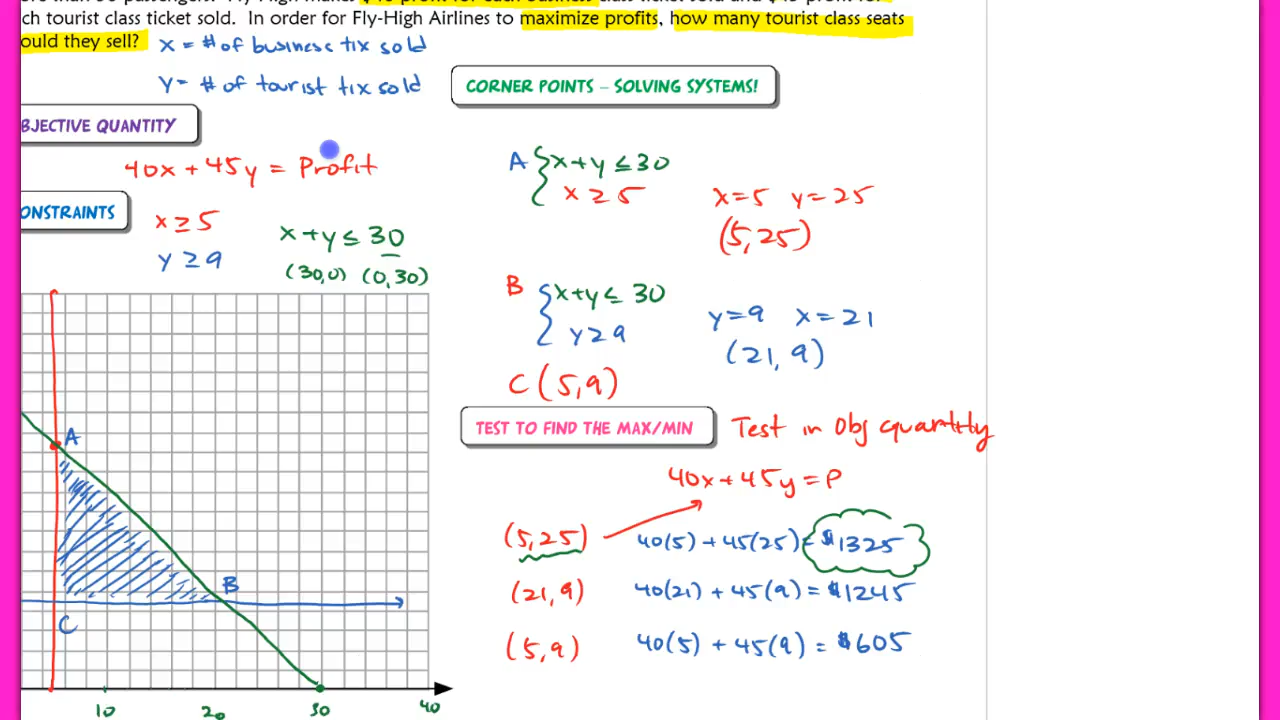 ch tourist class ticket sold. In order for Fly-High Airlines to maximize profits, how many tourist class seats
ould they sell?
X = # of business tix sold
Y = # of tourist tix sold
BJECTIVE QUANTITY
40x + 45y = Profit
ONSTRAINTS
x ≥ 5
y ≥ 9
x + y ≤ 30
(30,0) (0,30)
A
B
C
10 20 30 40
CORNER POINTS – SOLVING SYSTEMS!
A { x + y ≤ 30
x ≥ 5
x = 5 y = 25
(5,25)
B { x + y ≤ 30
y ≥ 9
y = 9 x = 21
(21, 9)
C (5,9)
TEST TO FIND THE MAX/MIN
Test in Obj quantity
40x + 45y = P
(5,25) 40(5) + 45(25) = $1325
(21,9) 40(21) + 45(9) = $1245
(5,9) 40(5) + 45(9) = $605